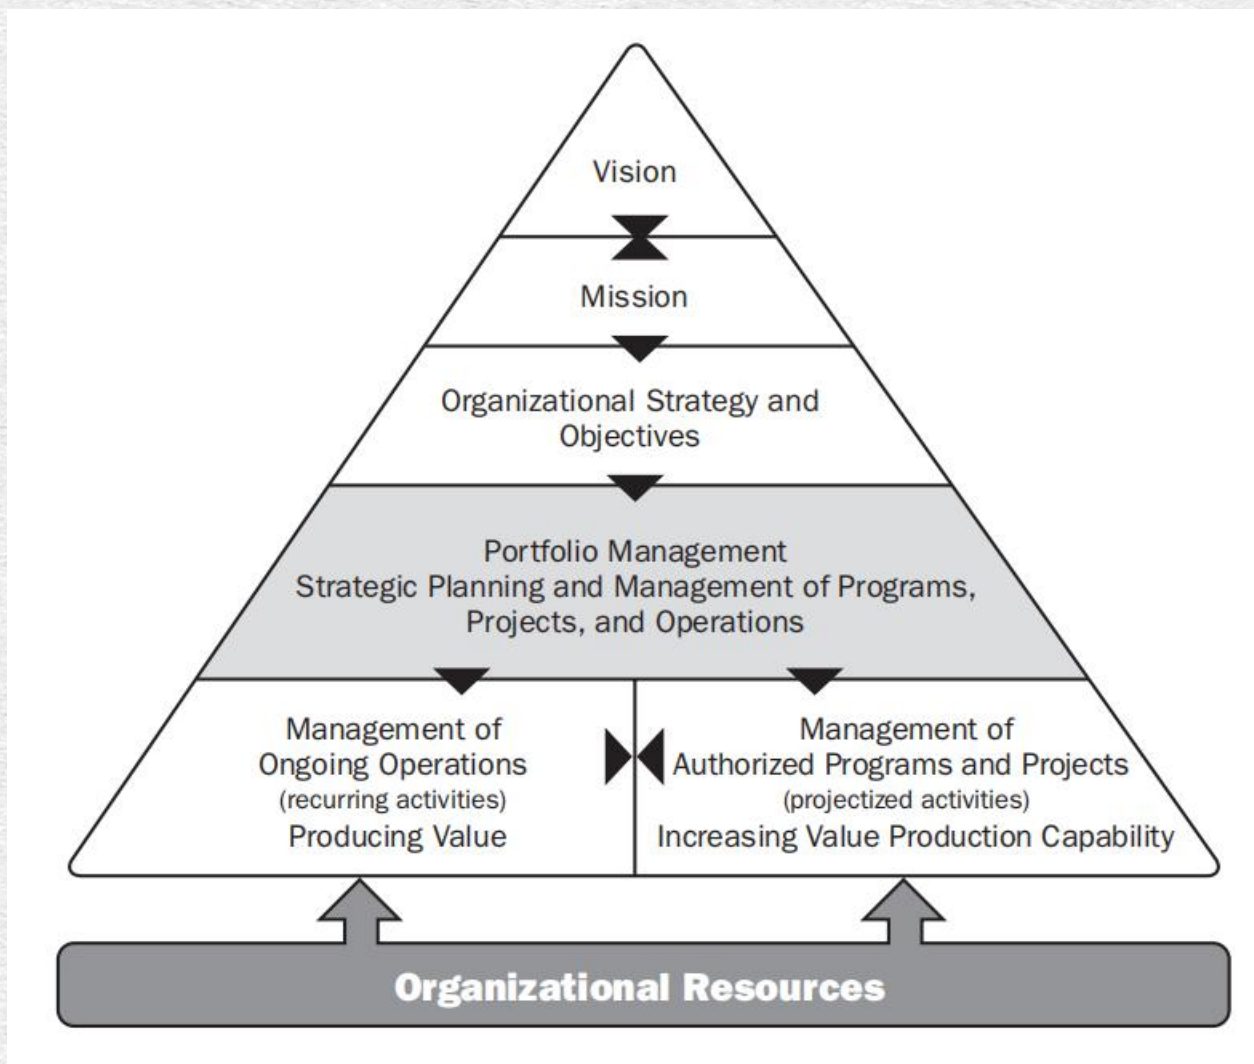 Vision
Mission
Organizational Strategy and
Objectives
Portfolio Management
Strategic Planning and Management of Programs,
Projects, and Operations
Management of
Ongoing Operations
(recurring activities)
Producing Value
Management of
Authorized Programs and Projects
(projectized activities)
Increasing Value Production Capability
Organizational Resources